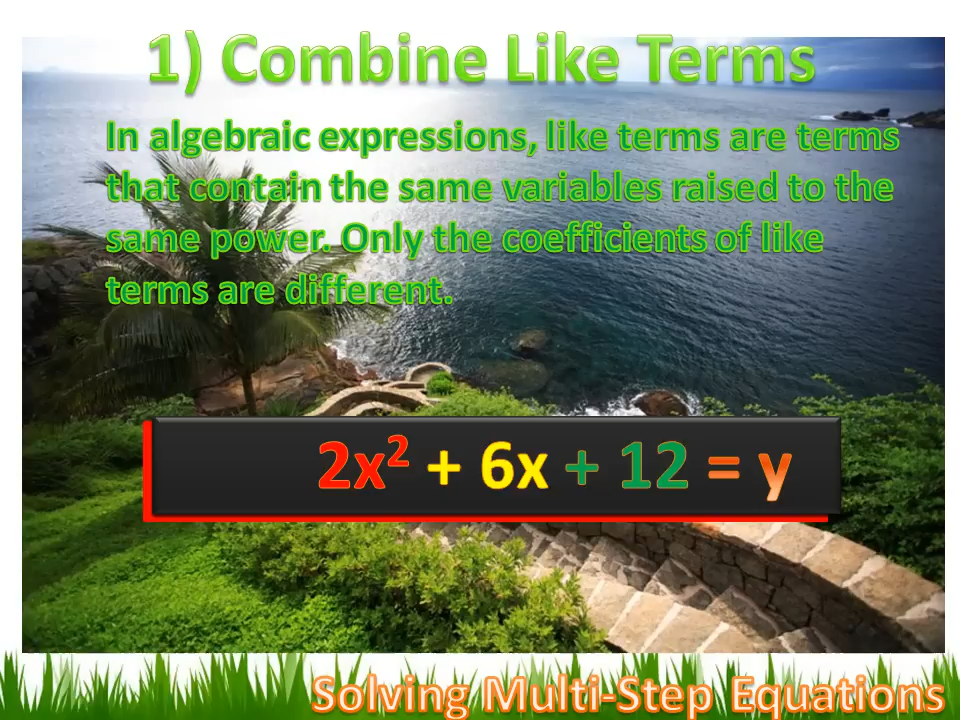 1) Combine Like Terms
In algebraic expressions, like terms are terms
that contain the same variables raised to the
same power. Only the coefficients of like
terms are different.
2x² + 6x + 12 = y
Solving Multi-Step Equations